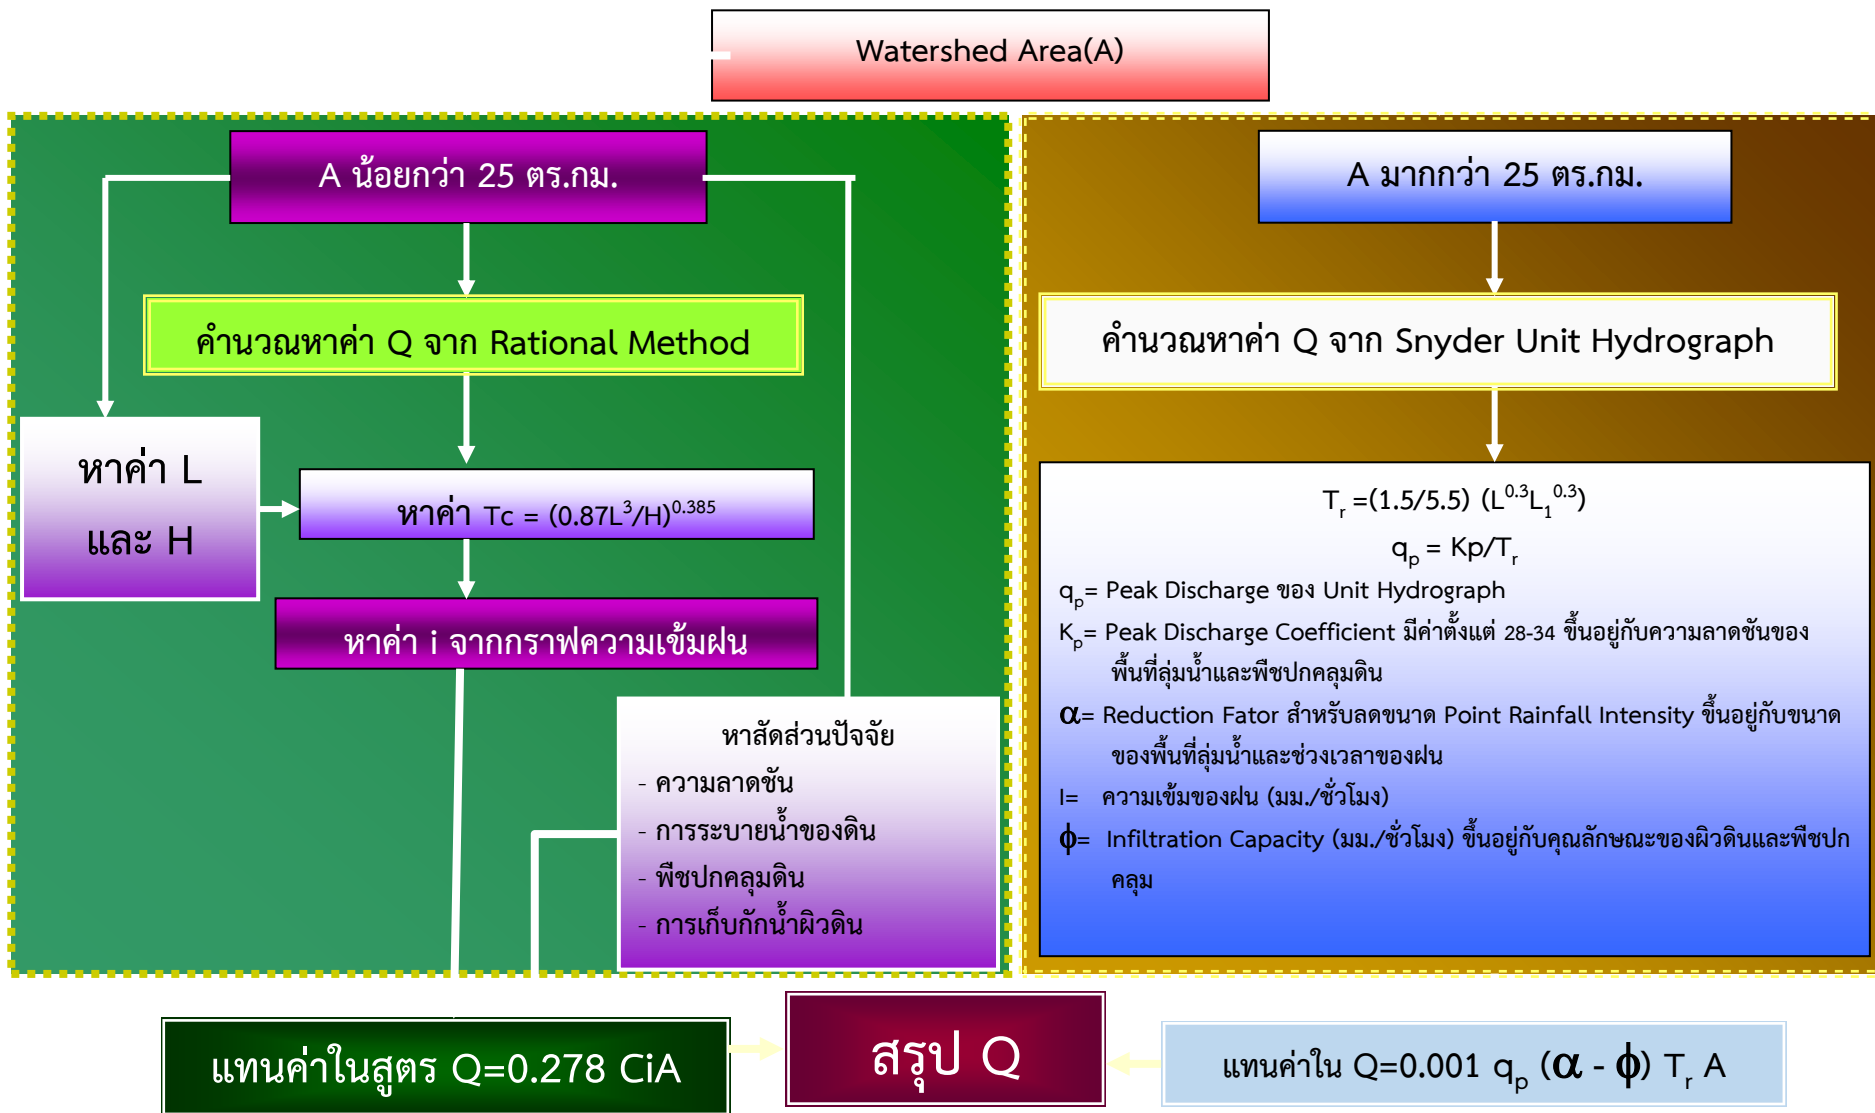 Watershed Area(A)
A น้อยกว่า 25 ตร.กม.
คำนวณหาค่า Q จาก Rational Method
หาค่า L
และ H
หาค่า Tc = (0.87L³/H)^0.385
หาค่า i จากกราฟความเข้มฝน
หาสัดส่วนปัจจัย
- ความลาดชัน
- การระบายน้ำของดิน
- พืชปกคลุมดิน
- การเก็บกักน้ำผิวดิน
แทนค่าในสูตร Q=0.278 CiA
A มากกว่า 25 ตร.กม.
คำนวณหาค่า Q จาก Snyder Unit Hydrograph
T_r =(1.5/5.5) (L^0.3 L_1^0.3)
q_p = Kp/T_r
q_p= Peak Discharge ของ Unit Hydrograph
K_p= Peak Discharge Coefficient มีค่าตั้งแต่ 28-34 ขึ้นอยู่กับความลาดชันของ
พื้นที่ลุ่มน้ำและพืชปกคลุมดิน
α= Reduction Fator สำหรับลดขนาด Point Rainfall Intensity ขึ้นอยู่กับขนาด
ของพื้นที่ลุ่มน้ำและช่วงเวลาของฝน
I= ความเข้มของฝน (มม./ชั่วโมง)
ϕ= Infiltration Capacity (มม./ชั่วโมง) ขึ้นอยู่กับคุณลักษณะของผิวดินและพืชปก
คลุม
แทนค่าใน Q=0.001 q_p (α - ϕ) T_r A
สรุป Q